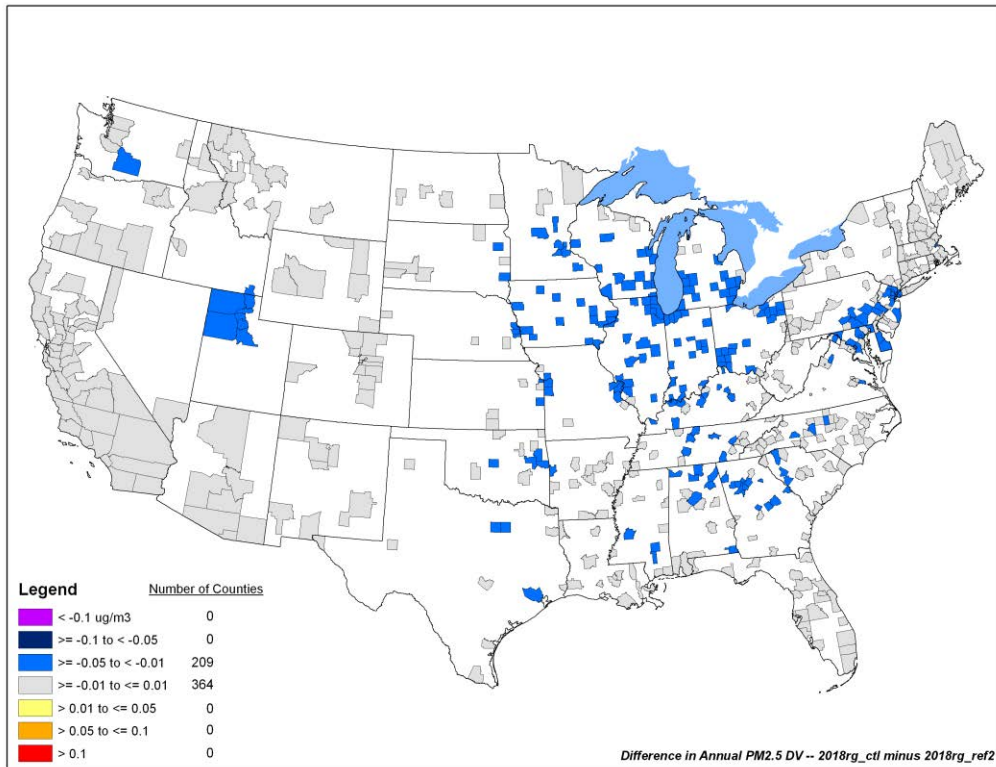 Legend Number of Counties
< -0.1 ug/m3 0
>= -0.1 to < -0.05 0
>= -0.05 to < -0.01 209
>= -0.01 to <= 0.01 364
> 0.01 to <= 0.05 0
> 0.05 to <= 0.1 0
> 0.1 0
Difference in Annual PM2.5 DV -- 2018rg_ctl minus 2018rg_ref2